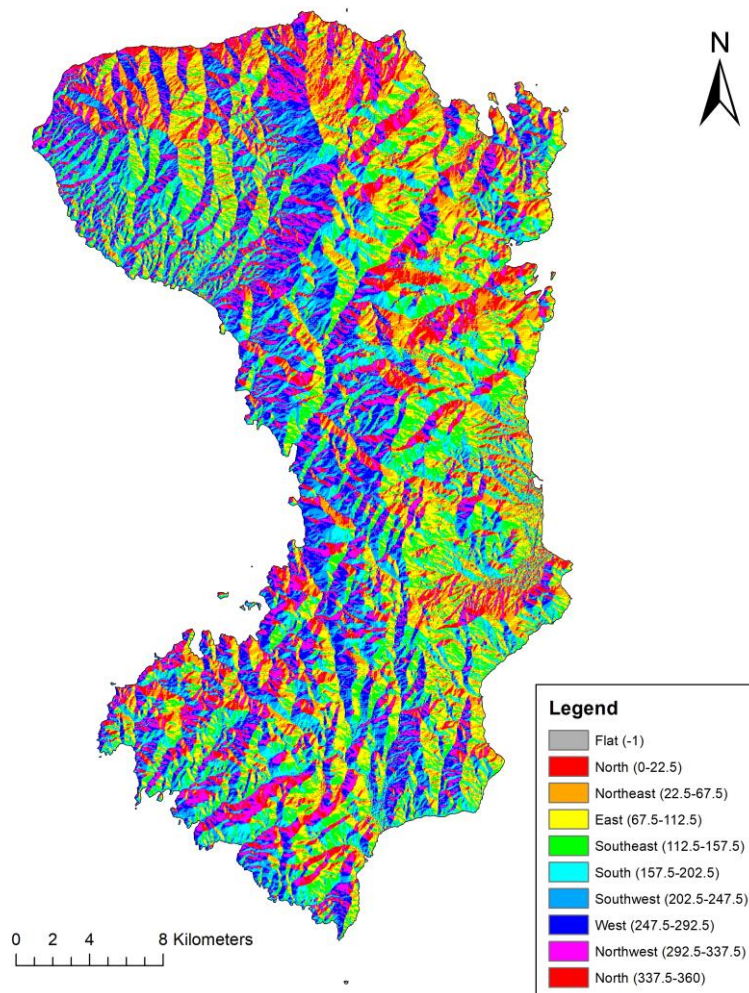 N
Legend
Flat (-1)
North (0-22.5)
Northeast (22.5-67.5)
East (67.5-112.5)
Southeast (112.5-157.5)
South (157.5-202.5)
Southwest (202.5-247.5)
West (247.5-292.5)
Northwest (292.5-337.5)
North (337.5-360)
0 2 4 8 Kilometers